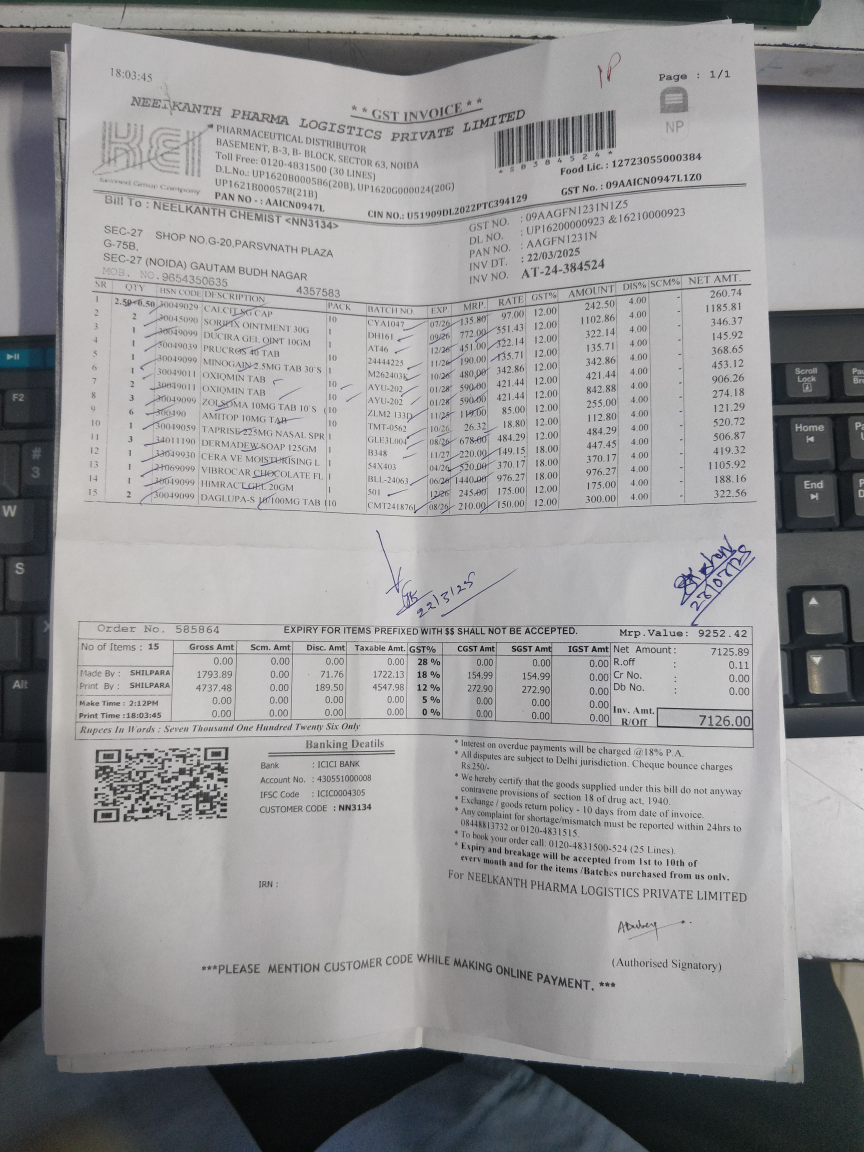 18:03:45
** GST INVOICE **
Page : 1/1
NEELKANTH PHARMA LOGISTICS PRIVATE LIMITED
NP
PHARMACEUTICAL DISTRIBUTOR
BASEMENT, B-3, B- BLOCK, SECTOR 63, NOIDA
Toll Free: 0120-4831500 (30 LINES)
D.L.No.: UP1620B000586(20B), UP1620G000024(20G)
UP1621B000578(21B)
PAN NO - : AAICN0947L
CIN NO.: U51909DL2022PTC394129
*SB384524*
Food Lic. : 12723055000384
GST No. : 09AAICN0947L1Z0
Bill To : NEELKANTH CHEMIST <NN3134>
SEC-27 SHOP NO.G-20,PARSVNATH PLAZA
G-75B,
SEC-27 (NOIDA) GAUTAM BUDH NAGAR
MOB. NO.9654350635 4357583
GST NO. : 09AAGFN1231N1Z5
DL NO. : UP16200000923 &16210000923
PAN NO. : AAGFN1231N
INV DT. : 22/03/2025
INV NO. AT-24-384524
SR QTY HSN CODE DESCRIPTION PACK BATCH NO. EXP. MRP. RATE GST% AMOUNT DIS% SCM% NET AMT.
1 2.50+0.50 30049029 CALCIT SG CAP 10 CYA1047 07/26 135.80 97.00 12.00 242.50 4.00 - 260.74
2 2 30045090 SORIFIX OINTMENT 30G 1 DH161 09/26 772.00 551.43 12.00 1102.86 4.00 - 1185.81
3 1 30049099 DUCIRA GEL OINT 10GM 1 AT46 12/26 451.00 322.14 12.00 322.14 4.00 - 346.37
4 1 30049039 PRUCROS 40 TAB 10 24444225 11/26 190.00 135.71 12.00 135.71 4.00 - 145.92
5 1 30049099 MINOGAIN 2.5MG TAB 30'S 1 M262403 10/26 480.00 342.86 12.00 342.86 4.00 - 368.65
6 1 30049011 OXIOMIN TAB 10 AYU-202 01/28 590.00 421.44 12.00 421.44 4.00 - 453.12
7 2 30049011 OXIOMIN TAB 10 AYU-202 01/28 590.00 421.44 12.00 842.88 4.00 - 906.26
8 3 30049099 ZOLSOMA 10MG TAB 10'S 10 ZLM2 133D 11/28 119.00 85.00 12.00 255.00 4.00 - 274.18
9 6 300490 AMITOP 10MG TAB 10 TMT-0562 10/26 26.32 18.80 12.00 112.80 4.00 - 121.29
10 1 30049059 TAPRISE 225MG NASAL SPR 1 GLE3L004 08/26 678.00 484.29 12.00 484.29 4.00 - 520.72
11 3 34011190 DERMADEW SOAP 125GM 1 B348 11/27 220.00 149.15 18.00 447.45 4.00 - 506.87
12 1 33049930 CERA VE MOISTURISING L 1 54X403 04/26 520.00 370.17 18.00 370.17 4.00 - 419.32
13 1 21069099 VIBROCAR CHOCOLATE FL 1 BLL-24063 06/26 1440.00 976.27 18.00 976.27 4.00 - 1105.92
14 1 30049099 HIMRACT GEL 20GM 1 501 12/26 245.00 175.00 12.00 175.00 4.00 - 188.16
15 2 30049099 DAGLUPA-S 10/100MG TAB 10 CMT241876 08/26 210.00 150.00 12.00 300.00 4.00 - 322.56
22/3/25
Order No. 585864 EXPIRY FOR ITEMS PREFIXED WITH $$ SHALL NOT BE ACCEPTED. Mrp.Value: 9252.42
No of Items : 15 Gross Amt Scm. Amt Disc. Amt Taxable Amt. GST% CGST Amt SGST Amt IGST Amt Net Amount: 7125.89
0.00 0.00 0.00 0.00 28 % 0.00 0.00 0.00 R.off : 0.11
Made By : SHILPARA 1793.89 0.00 71.76 1722.13 18 % 154.99 154.99 0.00 Cr No. : 0.00
Print By : SHILPARA 4737.48 0.00 189.50 4547.98 12 % 272.90 272.90 0.00 Db No. : 0.00
Make Time : 2:12PM 0.00 0.00 0.00 0.00 5 % 0.00 0.00 0.00
Print Time :18:03:45 0.00 0.00 0.00 0.00 0 % 0.00 0.00 0.00 Inv. Amt. R/Off 7126.00
Rupees In Words : Seven Thousand One Hundred Twenty Six Only
Banking Deatils
Bank : ICICI BANK
Account No. : 430551000008
IFSC Code : ICIC0004305
CUSTOMER CODE : NN3134
IRN :
* Interest on overdue payments will be charged @18% P.A.
* All disputes are subject to Delhi jurisdiction. Cheque bounce charges
Rs.250/-
* We hereby certify that the goods supplied under this bill do not anyway
contravene provisions of section 18 of drug act, 1940.
* Exchange / goods return policy - 10 days from date of invoice.
* Any complaint for shortage/mismatch must be reported within 24hrs to
08448813732 or 0120-4831515.
* To book your order call: 0120-4831500-524 (25 Lines).
* Expiry and breakage will be accepted from 1st to 10th of
every month and for the items /Batches purchased from us only.
For NEELKANTH PHARMA LOGISTICS PRIVATE LIMITED
(Authorised Signatory)
***PLEASE MENTION CUSTOMER CODE WHILE MAKING ONLINE PAYMENT. ***
F2
#
3
W
S
Alt
Scroll
Lock
Home
End